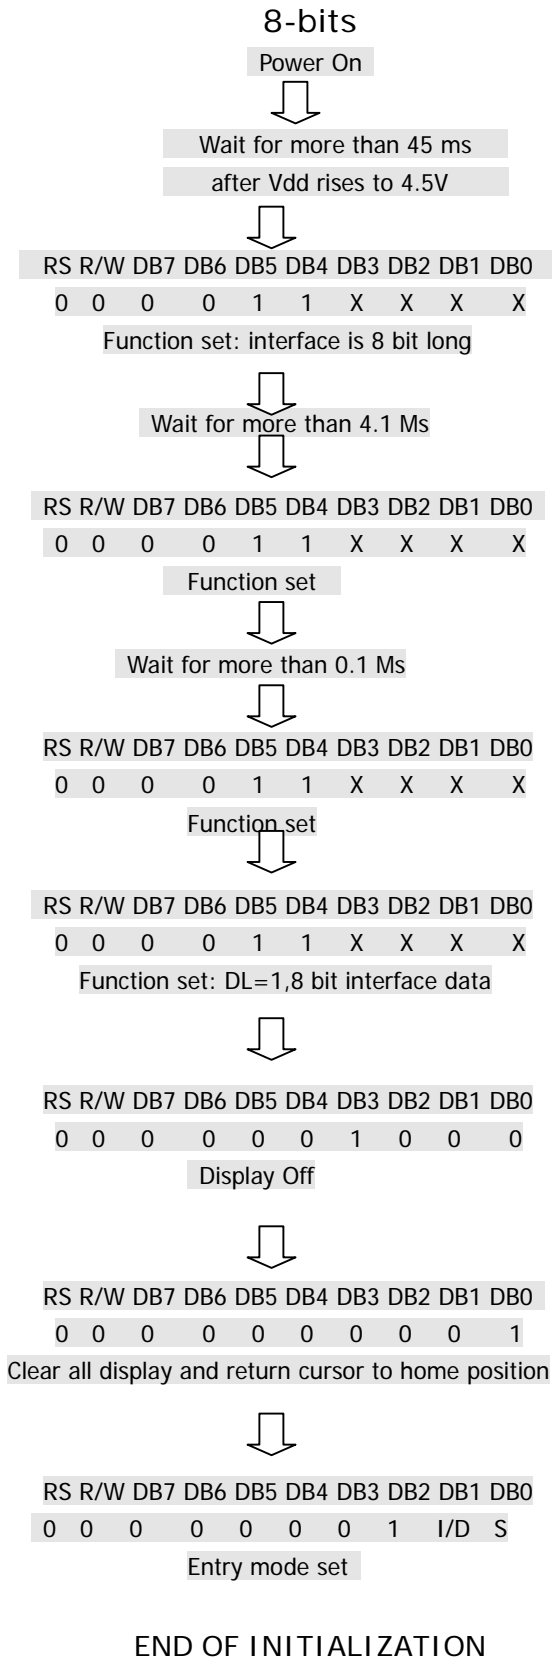 8-bits
Power On
Wait for more than 45 ms
after Vdd rises to 4.5V
RS R/W DB7 DB6 DB5 DB4 DB3 DB2 DB1 DB0
0 0 0 0 1 1 X X X X
Function set: interface is 8 bit long
Wait for more than 4.1 Ms
RS R/W DB7 DB6 DB5 DB4 DB3 DB2 DB1 DB0
0 0 0 0 1 1 X X X X
Function set
Wait for more than 0.1 Ms
RS R/W DB7 DB6 DB5 DB4 DB3 DB2 DB1 DB0
0 0 0 0 1 1 X X X X
Function set
RS R/W DB7 DB6 DB5 DB4 DB3 DB2 DB1 DB0
0 0 0 0 1 1 X X X X
Function set: DL=1,8 bit interface data
RS R/W DB7 DB6 DB5 DB4 DB3 DB2 DB1 DB0
0 0 0 0 0 0 1 0 0 0
Display Off
RS R/W DB7 DB6 DB5 DB4 DB3 DB2 DB1 DB0
0 0 0 0 0 0 0 0 0 1
Clear all display and return cursor to home position
RS R/W DB7 DB6 DB5 DB4 DB3 DB2 DB1 DB0
0 0 0 0 0 0 0 1 I/D S
Entry mode set
END OF INITIALIZATION